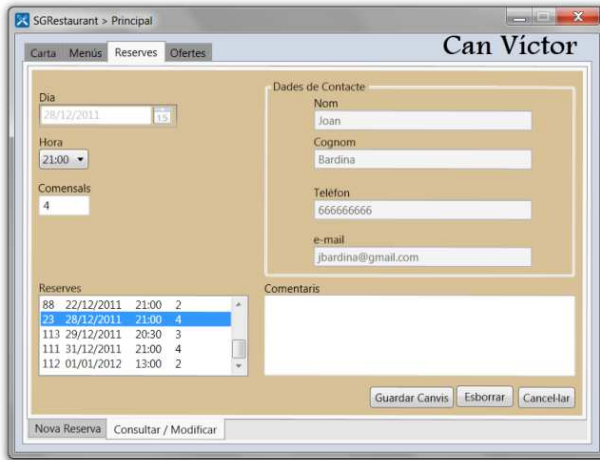 SGRestaurant > Principal
Can Víctor
Carta Menús Reserves Ofertes
Dia
28/12/2011
15
Hora
21:00
Comensals
4
Dades de Contacte
Nom
Joan
Cognom
Bardina
Telèfon
666666666
e-mail
jbardina@gmail.com
Reserves
88 22/12/2011 21:00 2
23 28/12/2011 21:00 4
113 29/12/2011 20:30 3
111 31/12/2011 21:00 4
112 01/01/2012 13:00 2
Comentaris
Guardar Canvis Esborrar Cancel·lar
Nova Reserva Consultar / Modificar